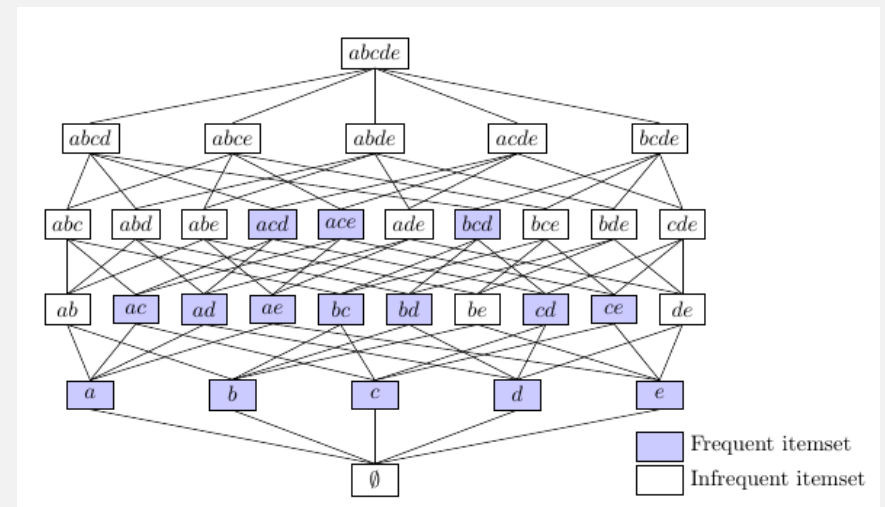 abcde
abcd abce abde acde bcde
abc abd abe acd ace ade bcd bce bde cde
ab ac ad ae bc bd be cd ce de
a b c d e
∅
Frequent itemset
Infrequent itemset